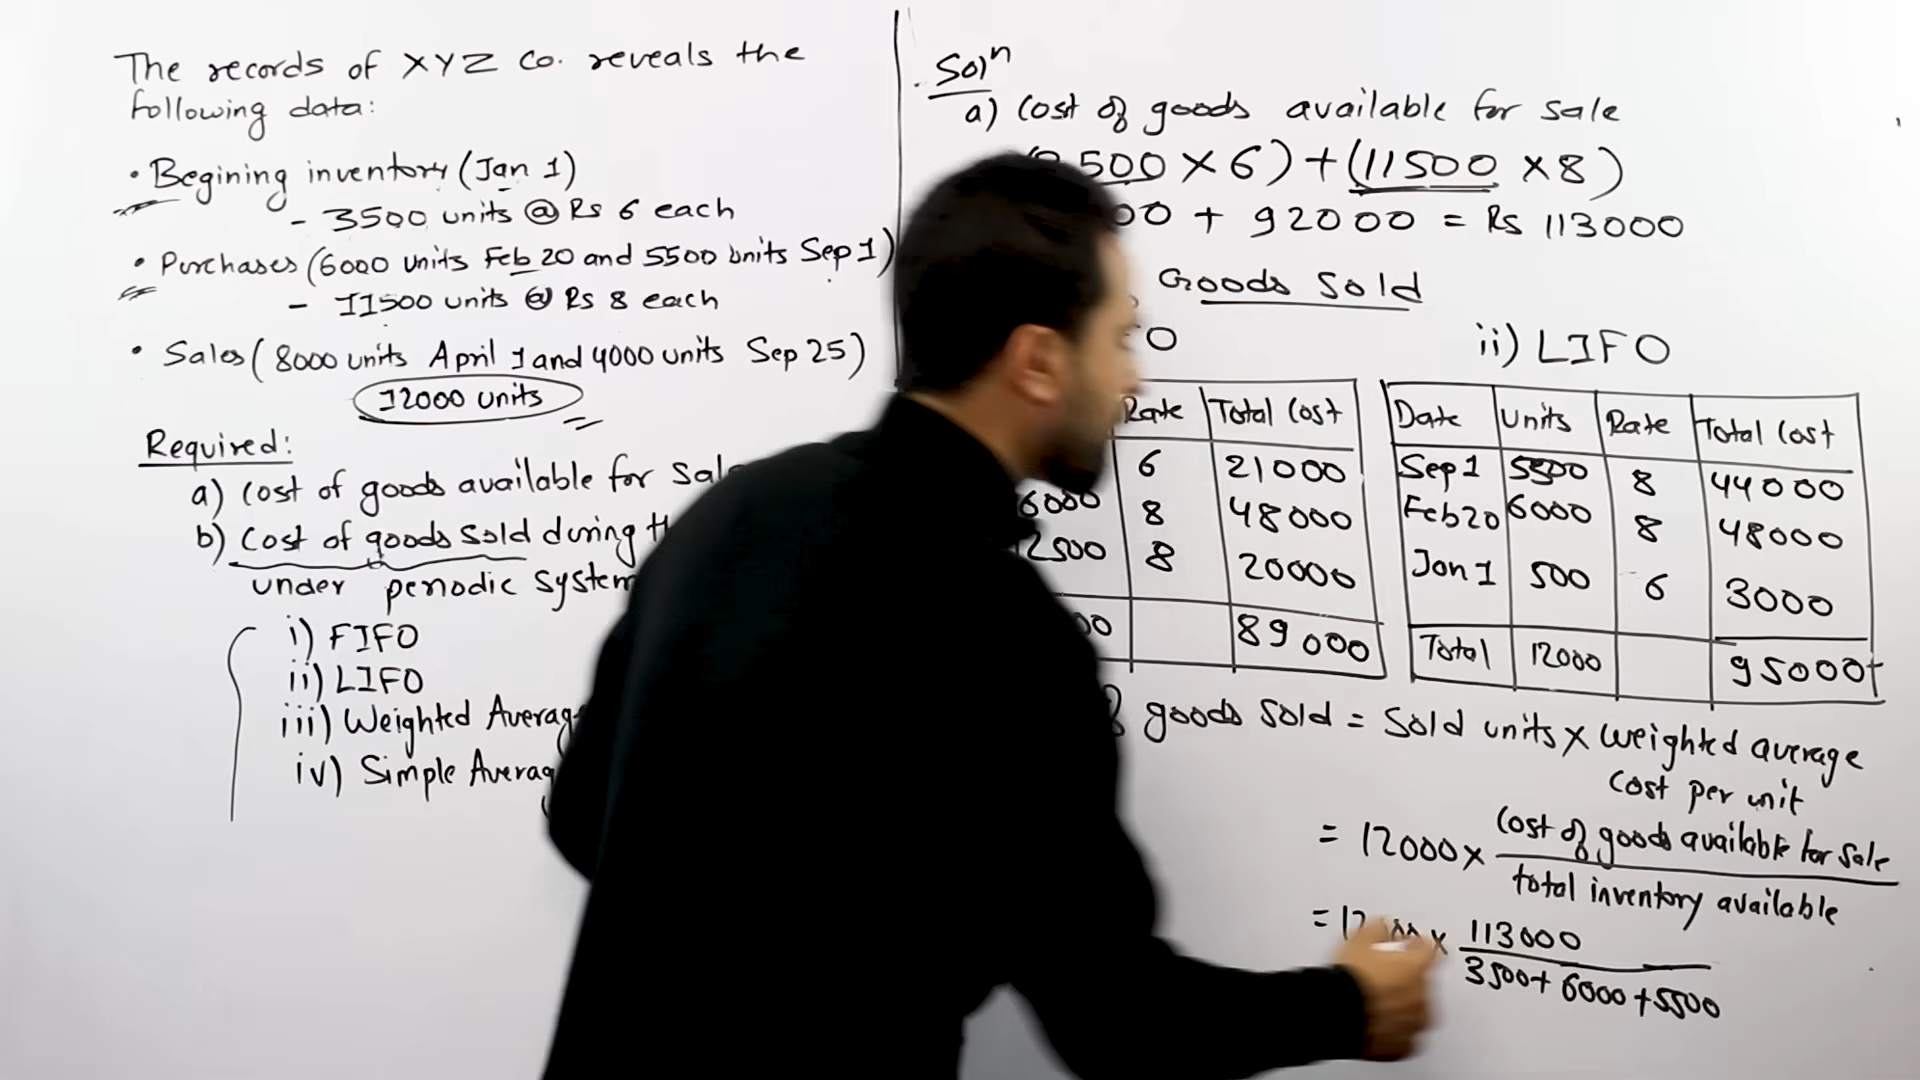 The records of XYZ Co. reveals the
following data:
• Begining inventory (Jan 1)
- 3500 units @ Rs 6 each
• Purchases (6000 units Feb 20 and 5500 units Sep 1)
- 11500 units @ Rs 8 each
• Sales (8000 units April 1 and 4000 units Sep 25)
12000 units
Required:
a) Cost of goods available for sal
b) Cost of goods sold during th
under periodic system
i) FIFO
ii) LIFO
iii) Weighted Averag
iv) Simple Averag
Solⁿ
a) Cost of goods available for sale
500 × 6) + (11500 × 8)
00 + 92000 = Rs 113000
Goods Sold
O
Rate Total Cost
6 21000
6000 8 48000
2500 8 20000
00 89000
ii) LIFO
Date Units Rate Total Cost
Sep 1 5500 8 44000
Feb 20 6000 8 48000
Jan 1 500 6 3000
Total 12000 95000
goods sold = Sold units × weighted average
cost per unit
= 12000 × Cost of goods available for sale
total inventory available
= 12 00 × 113000
3500 + 6000 + 5500